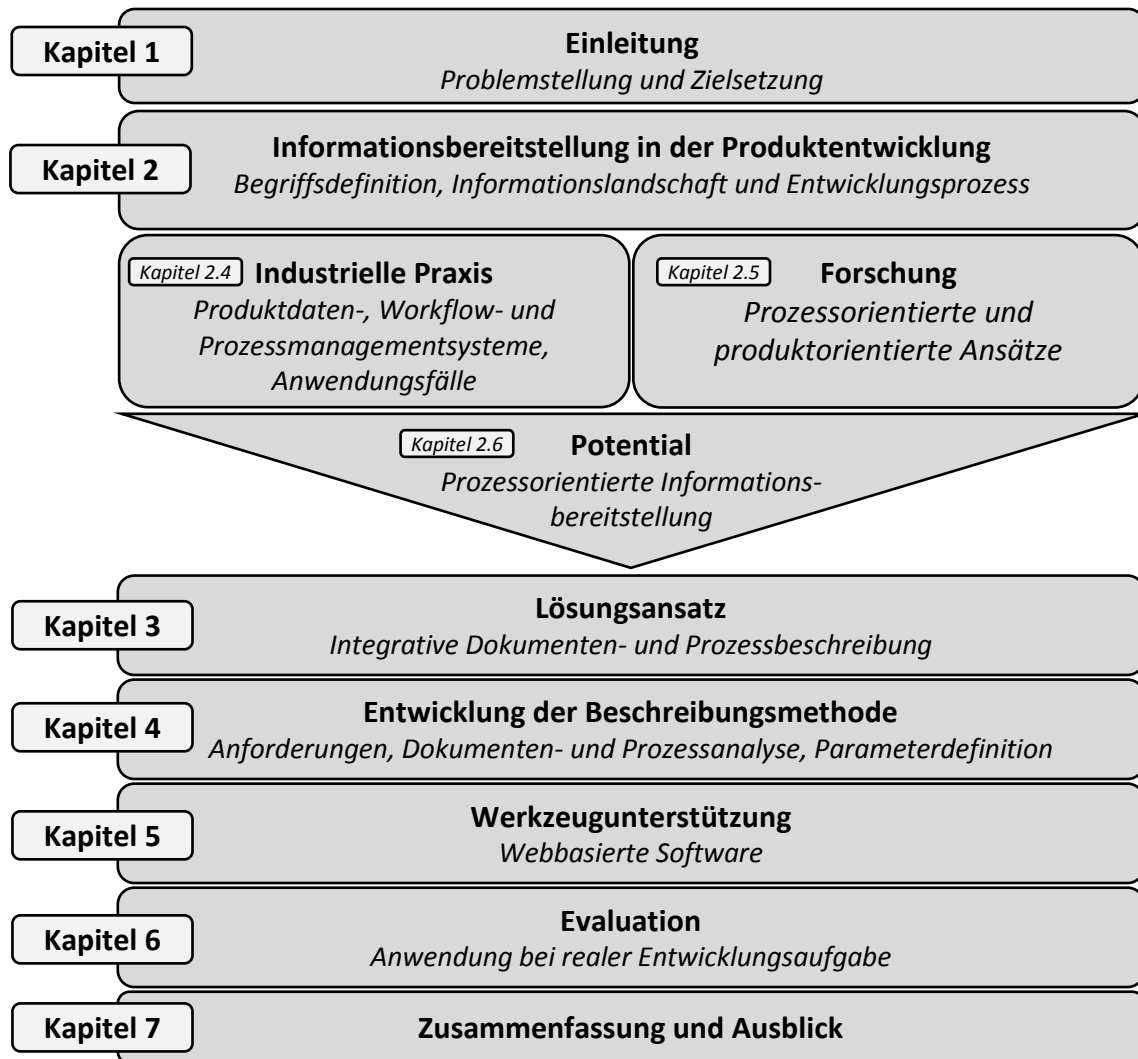 Kapitel 1
Einleitung
Problemstellung und Zielsetzung
Kapitel 2
Informationsbereitstellung in der Produktentwicklung
Begriffsdefinition, Informationslandschaft und Entwicklungsprozess
Kapitel 2.4
Industrielle Praxis
Produktdaten-, Workflow- und
Prozessmanagementsysteme,
Anwendungsfälle
Kapitel 2.5
Forschung
Prozessorientierte und
produktorientierte Ansätze
Kapitel 2.6
Potential
Prozessorientierte Informations-
bereitstellung
Kapitel 3
Lösungsansatz
Integrative Dokumenten- und Prozessbeschreibung
Kapitel 4
Entwicklung der Beschreibungsmethode
Anforderungen, Dokumenten- und Prozessanalyse, Parameterdefinition
Kapitel 5
Werkzeugunterstützung
Webbasierte Software
Kapitel 6
Evaluation
Anwendung bei realer Entwicklungsaufgabe
Kapitel 7
Zusammenfassung und Ausblick